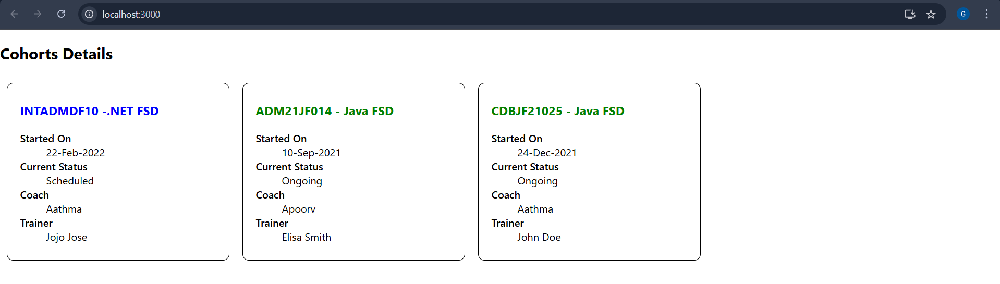 localhost:3000
G
Cohorts Details
INTADMDF10 -.NET FSD
Started On
22-Feb-2022
Current Status
Scheduled
Coach
Aathma
Trainer
Jojo Jose
ADM21JF014 - Java FSD
Started On
10-Sep-2021
Current Status
Ongoing
Coach
Apoorv
Trainer
Elisa Smith
CDBJF21025 - Java FSD
Started On
24-Dec-2021
Current Status
Ongoing
Coach
Aathma
Trainer
John Doe